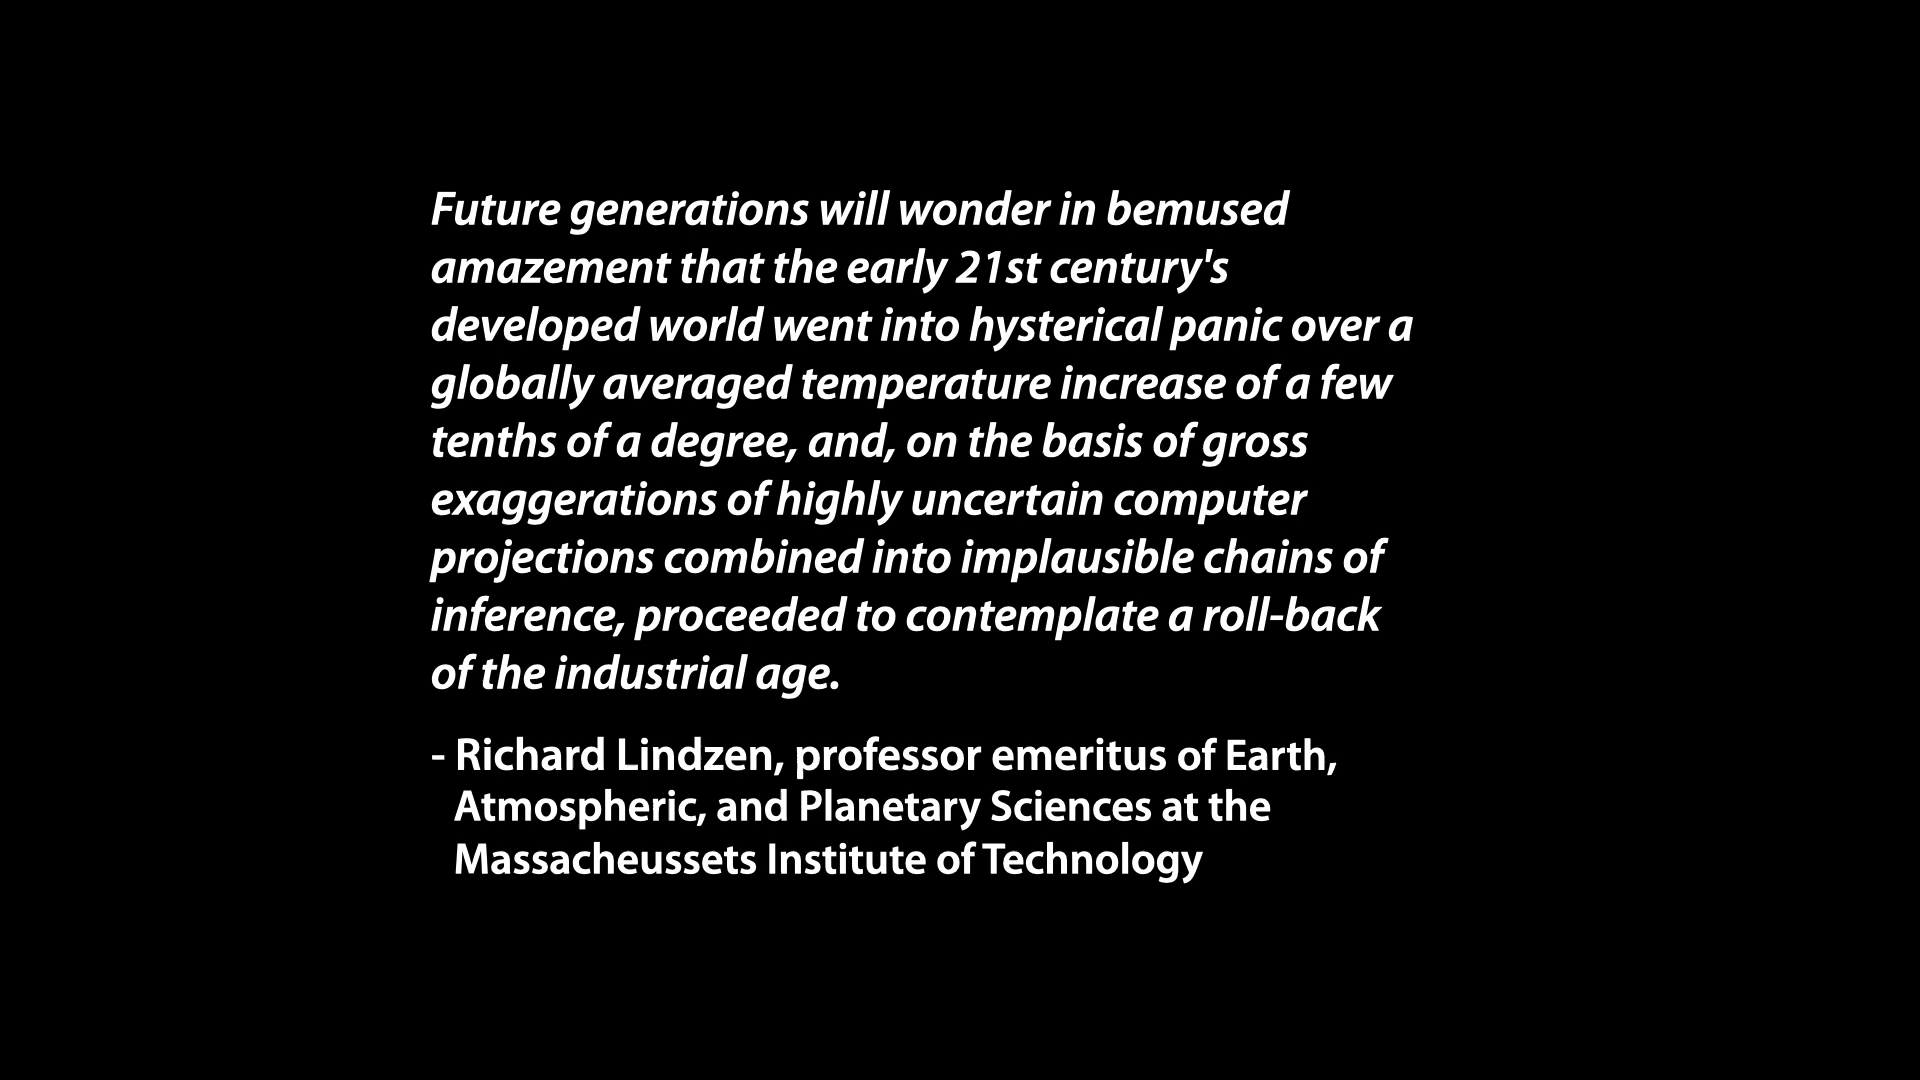 Future generations will wonder in bemused
amazement that the early 21st century's
developed world went into hysterical panic over a
globally averaged temperature increase of a few
tenths of a degree, and, on the basis of gross
exaggerations of highly uncertain computer
projections combined into implausible chains of
inference, proceeded to contemplate a roll-back
of the industrial age.
- Richard Lindzen, professor emeritus of Earth,
Atmospheric, and Planetary Sciences at the
Massacheussets Institute of Technology